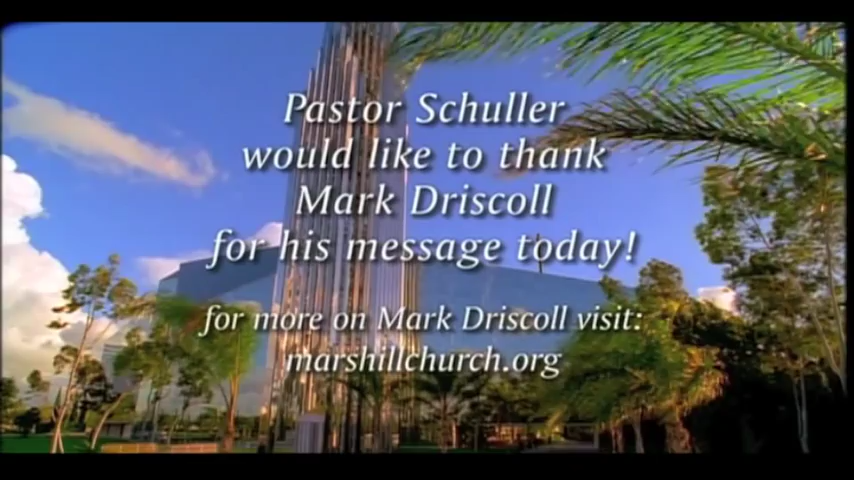 Pastor Schuller
would like to thank
Mark Driscoll
for his message today!
for more on Mark Driscoll visit:
marshillchurch.org